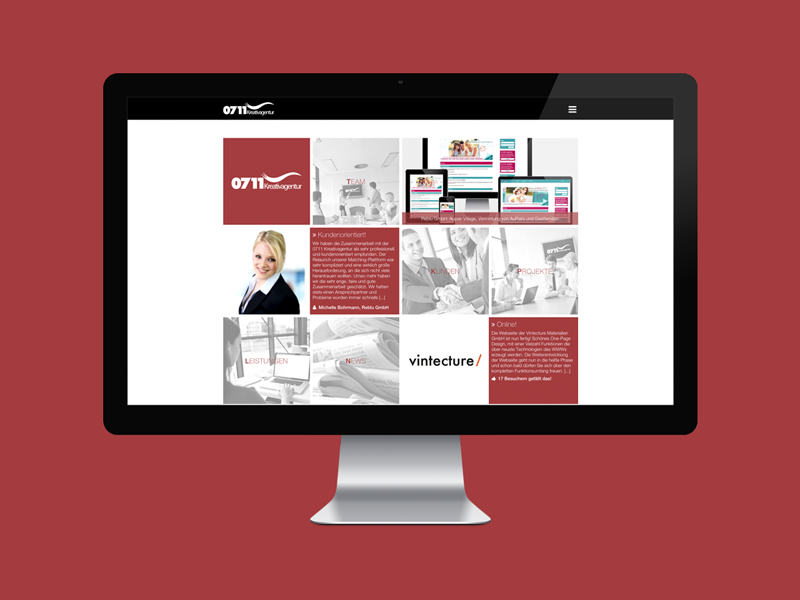 0711 Kreativagentur
0711 Kreativagentur
TEAM
Reblu GmbH: Aupair Village, Vermittlung von AuPairs und Gastfamilien
» Kundenorientiert!
Wir haben die Zusammenarbeit mit der
0711 Kreativagentur als sehr professionell
und kundenorientiert empfunden. Der
Relaunch unserer Matching-Plattform war
sehr kompliziert und eine wirklich große
Herausforderung, an die sich nicht viele
herantrauen wollten. Umso mehr haben
wir die sehr enge, faire und gute
Zusammenarbeit geschätzt. Wir hatten
stets einen Ansprechpartner und
Probleme wurden immer schnells [...]
Michelle Bohrmann, Reblu GmbH
KUNDEN
0711
PROJEKTE
LEISTUNGEN
NEWS
vintecture/
» Online!
Die Webseite der Vintecture Materialien
GmbH ist nun fertig! Schönes One-Page
Design, mit einer Vielzahl Funktionen die
über neuste Technologien des WWWs
erzeugt werden. Die Weiterentwicklung
der Webseite geht nun in die heiße Phase
und schon bald dürfen Sie sich über den
kompletten Funktionsumfang freuen. [...]
17 Besuchern gefällt das!